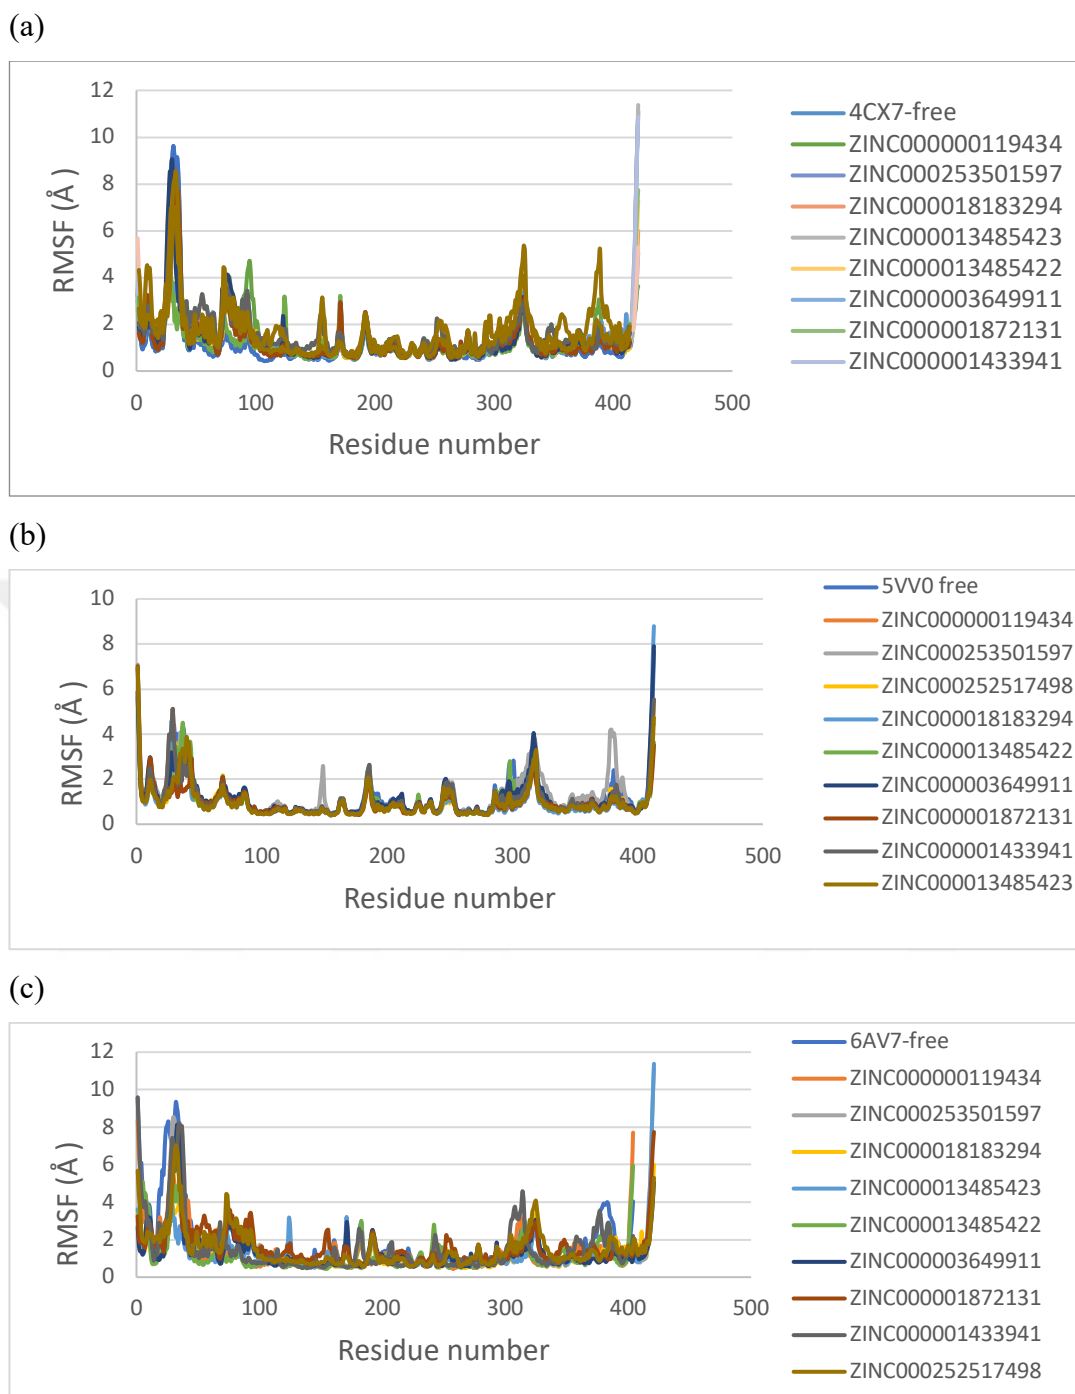 (a)
12
10
8
6
4
2
0
RMSF (Å )
0 100 200 300 400 500
Residue number
4CX7-free
ZINC000000119434
ZINC000253501597
ZINC000018183294
ZINC000013485423
ZINC000013485422
ZINC000003649911
ZINC000001872131
ZINC000001433941
(b)
10
8
6
4
2
0
RMSF (Å )
0 100 200 300 400 500
Residue number
5VV0 free
ZINC000000119434
ZINC000253501597
ZINC000252517498
ZINC000018183294
ZINC000013485422
ZINC000003649911
ZINC000001872131
ZINC000001433941
ZINC000013485423
(c)
12
10
8
6
4
2
0
RMSF (Å )
0 100 200 300 400 500
Residue number
6AV7-free
ZINC000000119434
ZINC000253501597
ZINC000018183294
ZINC000013485423
ZINC000013485422
ZINC000003649911
ZINC000001872131
ZINC000001433941
ZINC000252517498